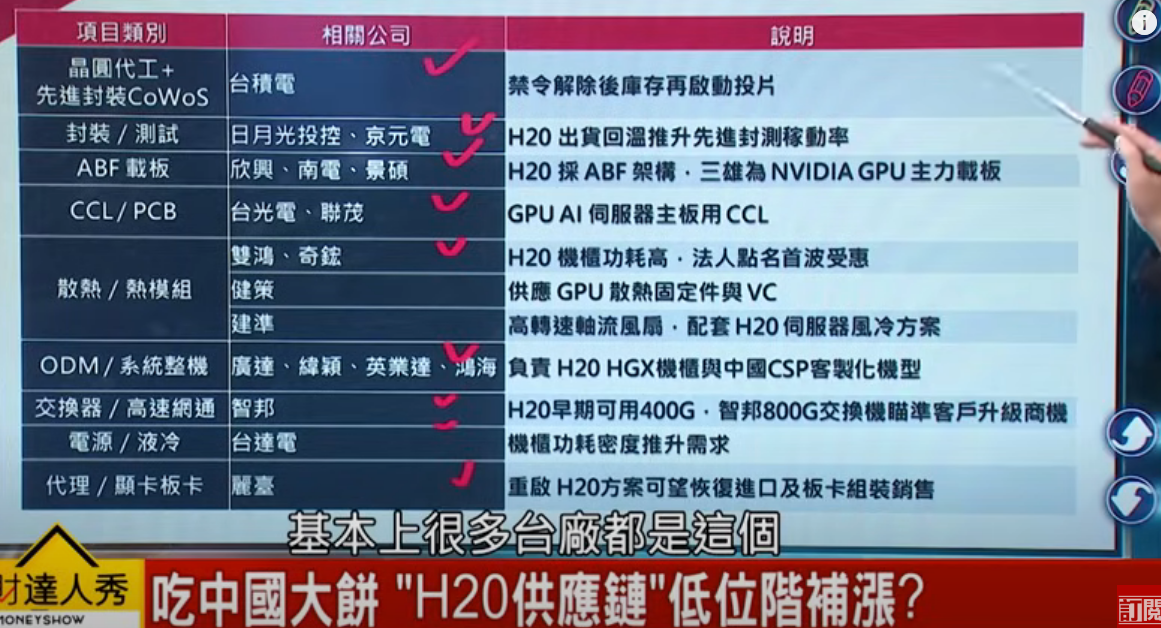 項目類別 相關公司 說明
晶圓代工+
先進封裝CoWoS 台積電 禁令解除後庫存再啟動投片
封裝/測試 日月光投控、京元電 H20 出貨回溫推升先進封測稼動率
ABF 載板 欣興、南電、景碩 H20 採 ABF 架構，三雄為 NVIDIA GPU 主力載板
CCL/PCB 台光電、聯茂 GPU AI 伺服器主板用 CCL
散熱/熱模組 雙鴻、奇鋐 H20 機櫃功耗高，法人點名首波受惠
健策 供應 GPU 散熱固定件與 VC
建準 高轉速軸流風扇，配套 H20 伺服器風冷方案
ODM/系統整機 廣達、緯穎、英業達、鴻海 負責 H20 HGX機櫃與中國CSP客製化機型
交換器/高速網通 智邦 H20早期可用400G，智邦800G交換機瞄準客戶升級商機
電源/液冷 台達電 機櫃功耗密度推升需求
代理/顯卡板卡 麗臺 重啟 H20方案可望恢復進口及板卡組裝銷售
基本上很多台廠都是這個
財達人秀
MONEYSHOW
吃中國大餅 "H20供應鏈"低位階補漲?
訂閱